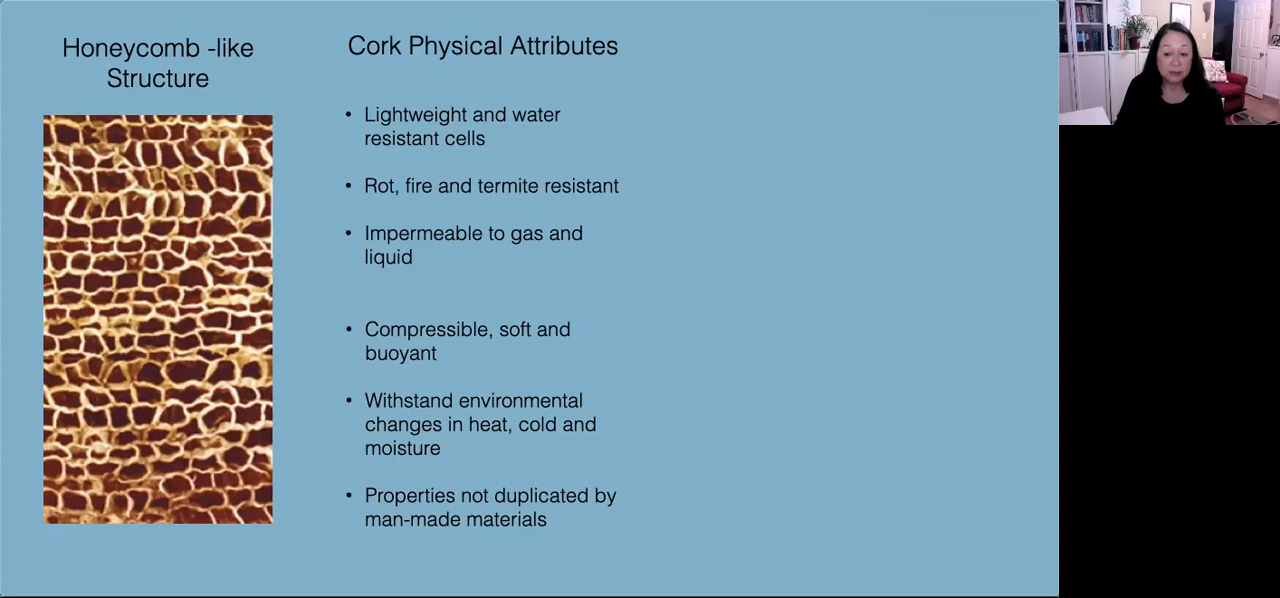 Honeycomb -like
Structure
Cork Physical Attributes
• Lightweight and water
resistant cells
• Rot, fire and termite resistant
• Impermeable to gas and
liquid
• Compressible, soft and
buoyant
• Withstand environmental
changes in heat, cold and
moisture
• Properties not duplicated by
man-made materials